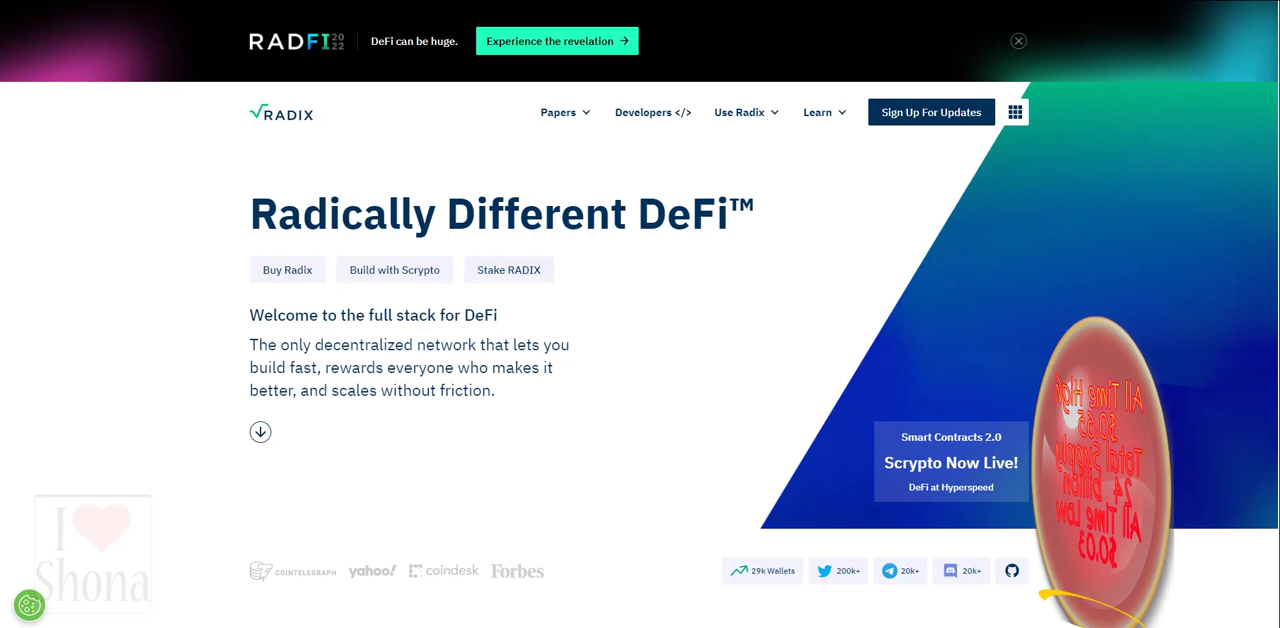 RADFI 2022
DeFi can be huge.
Experience the revelation
RADIX
Papers
Developers </>
Use Radix
Learn
Sign Up For Updates
Radically Different DeFi™
Buy Radix
Build with Scrypto
Stake RADIX
Welcome to the full stack for DeFi
The only decentralized network that lets you
build fast, rewards everyone who makes it
better, and scales without friction.
Smart Contracts 2.0
Scrypto Now Live!
DeFi at Hyperspeed
All Time High
$0.65
Total Supply
24
billion
All Time Low
$0.03
I
Shona
COINTELEGRAPH
yahoo!
coindesk
Forbes
29k Wallets
200k+
20k+
20k+